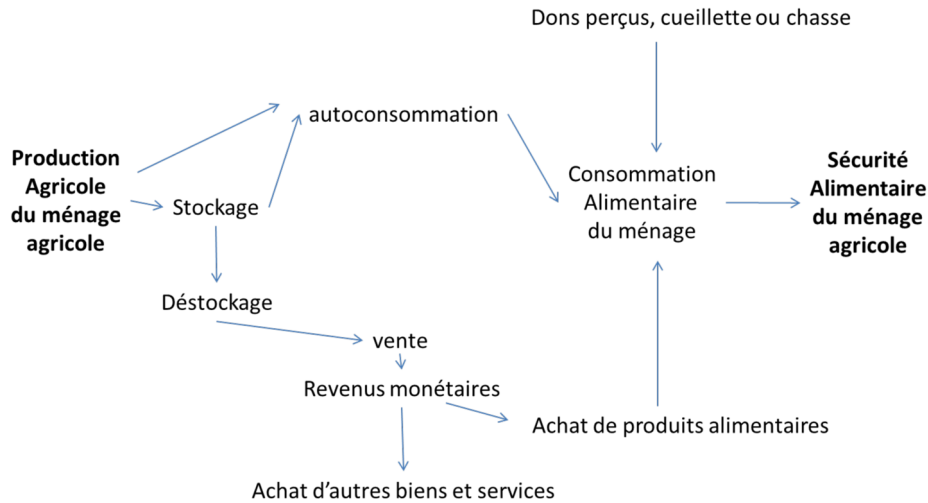 Dons perçus, cueillette ou chasse
autoconsommation
Production
Agricole
du ménage
agricole
Stockage
Consommation
Alimentaire
du ménage
Sécurité
Alimentaire
du ménage
agricole
Déstockage
vente
Revenus monétaires
Achat de produits alimentaires
Achat d'autres biens et services